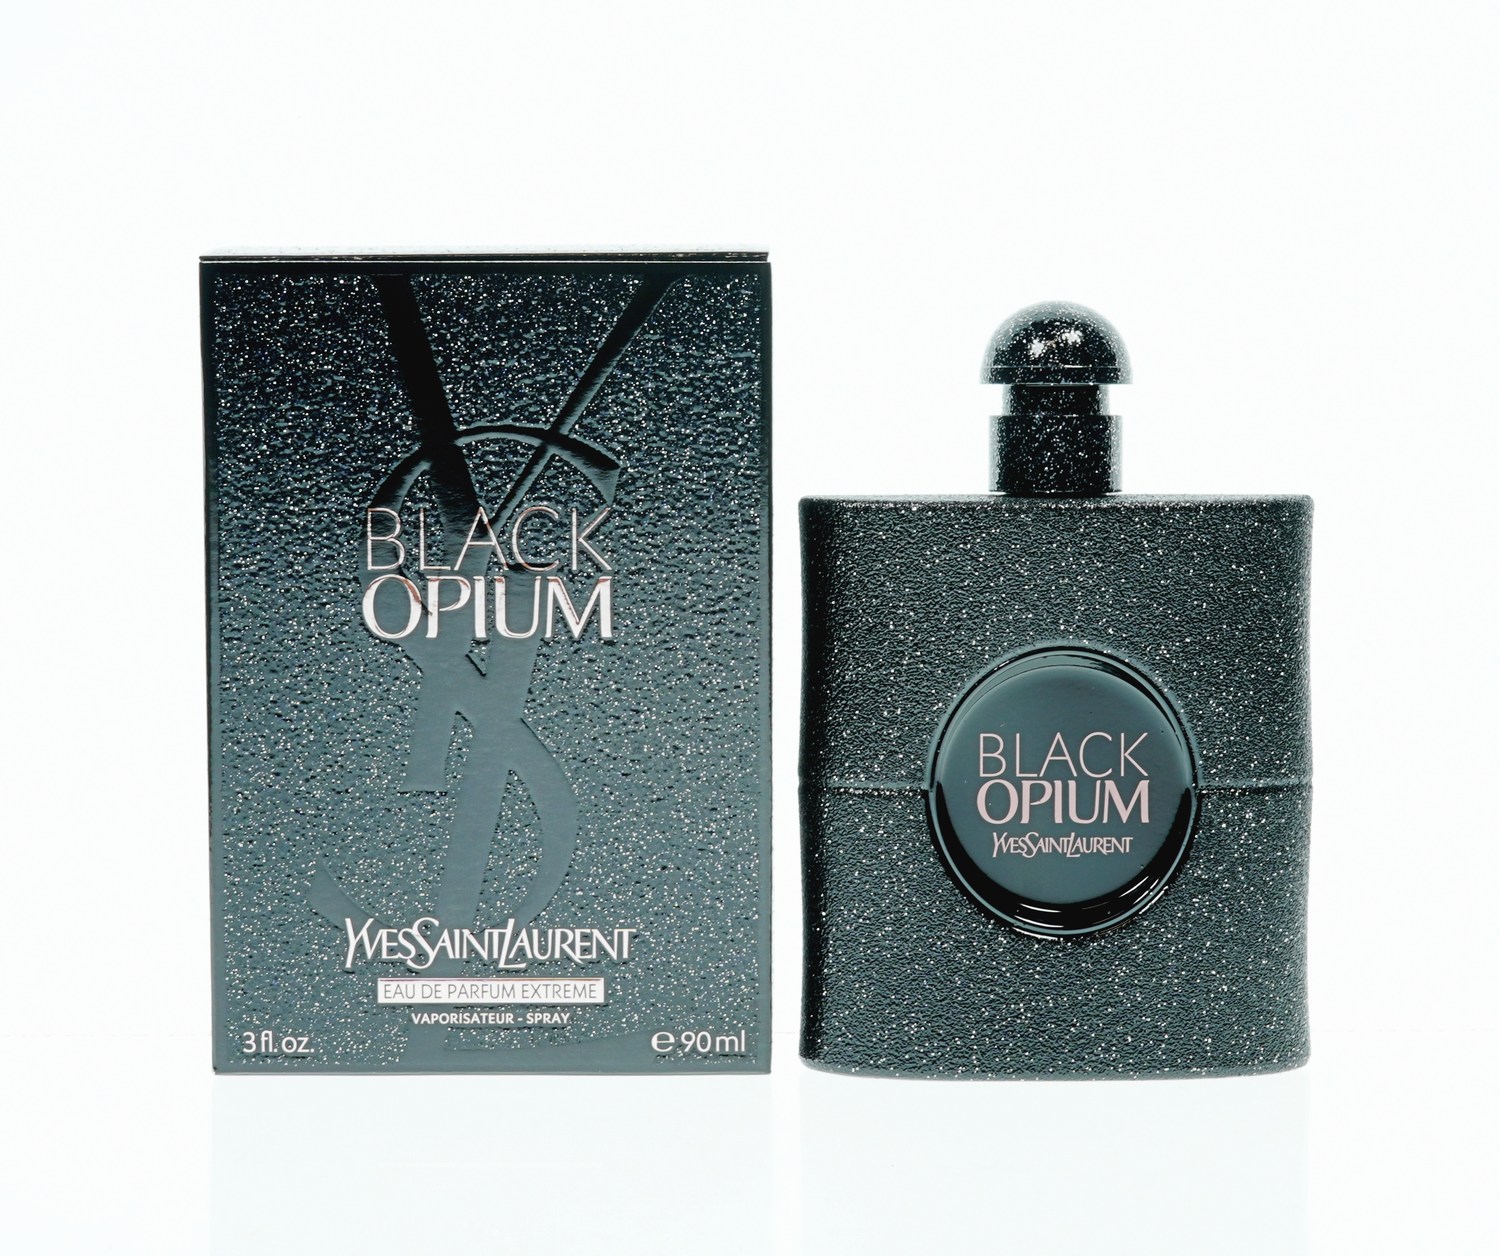 BLACK
OPIUM
YVESSAINTLAURENT
EAU DE PARFUM EXTREME
VAPORISATEUR - SPRAY
3 fl. oz.
℮ 90 ml
BLACK
OPIUM
YVESSAINTLAURENT